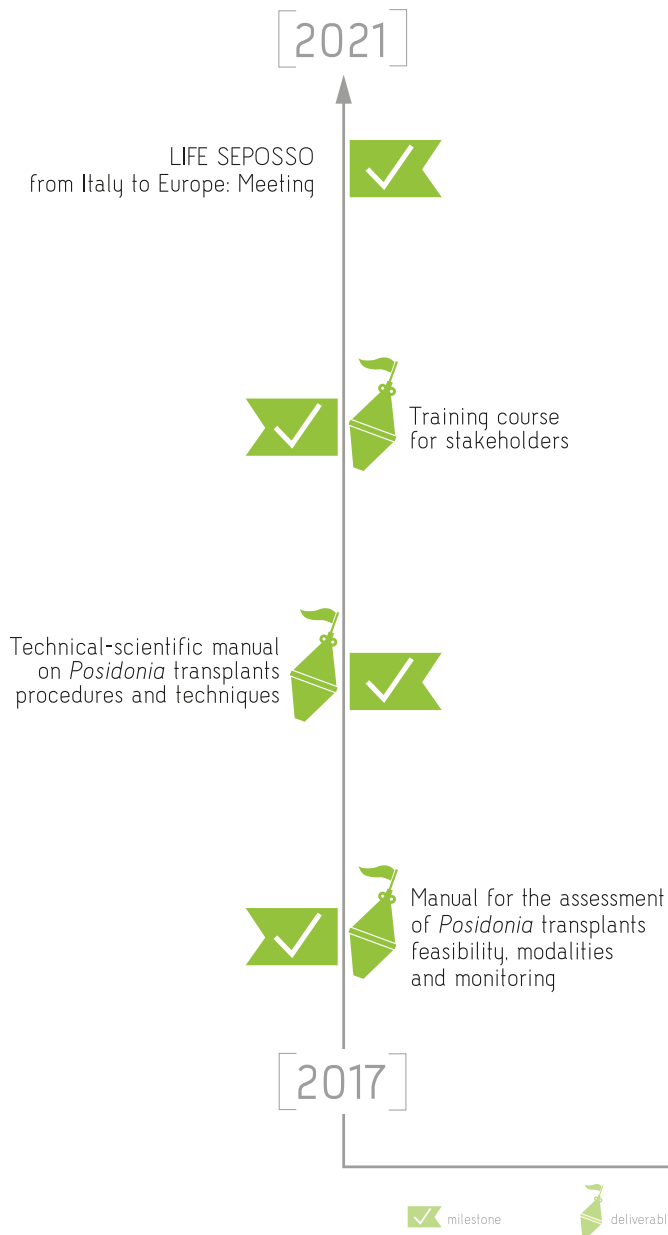 [2021]
LIFE SEPOSSO
from Italy to Europe: Meeting
Training course
for stakeholders
Technical-scientific manual
on Posidonia transplants
procedures and techniques
Manual for the assessment
of Posidonia transplants
feasibility, modalities
and monitoring
[2017]
milestone
deliverabl